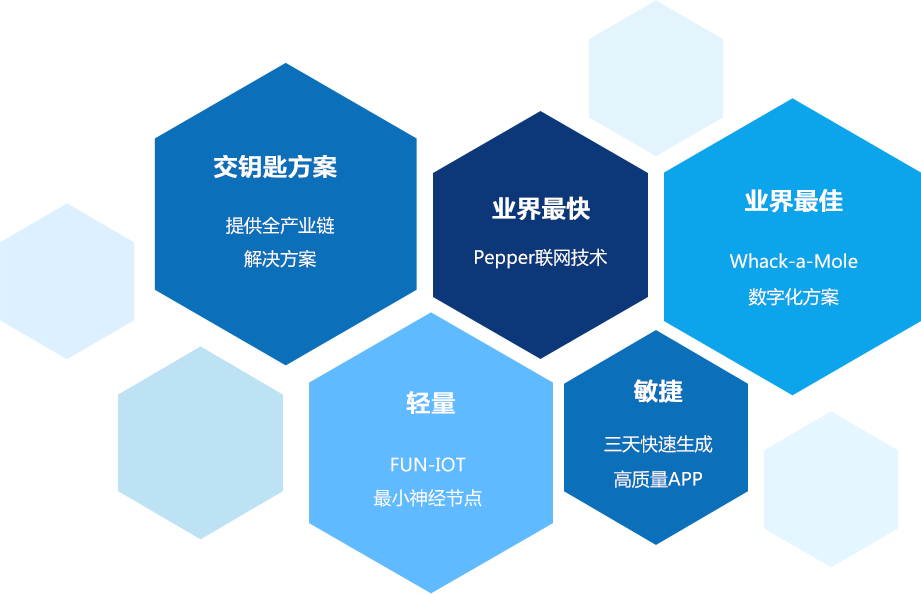 交钥匙方案
提供全产业链
解决方案
业界最快
Pepper联网技术
业界最佳
Whack-a-Mole
数字化方案
轻量
FUN-IOT
最小神经节点
敏捷
三天快速生成
高质量APP